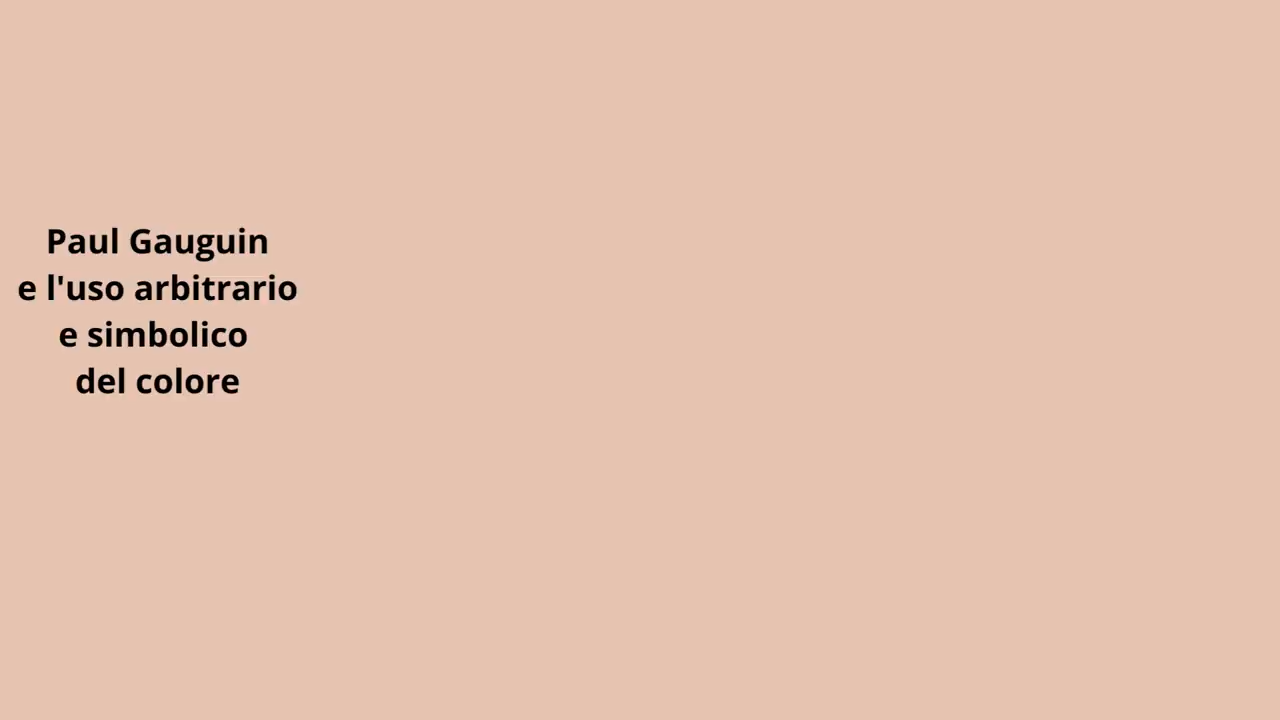 Paul Gauguin
e l'uso arbitrario
e simbolico
del colore